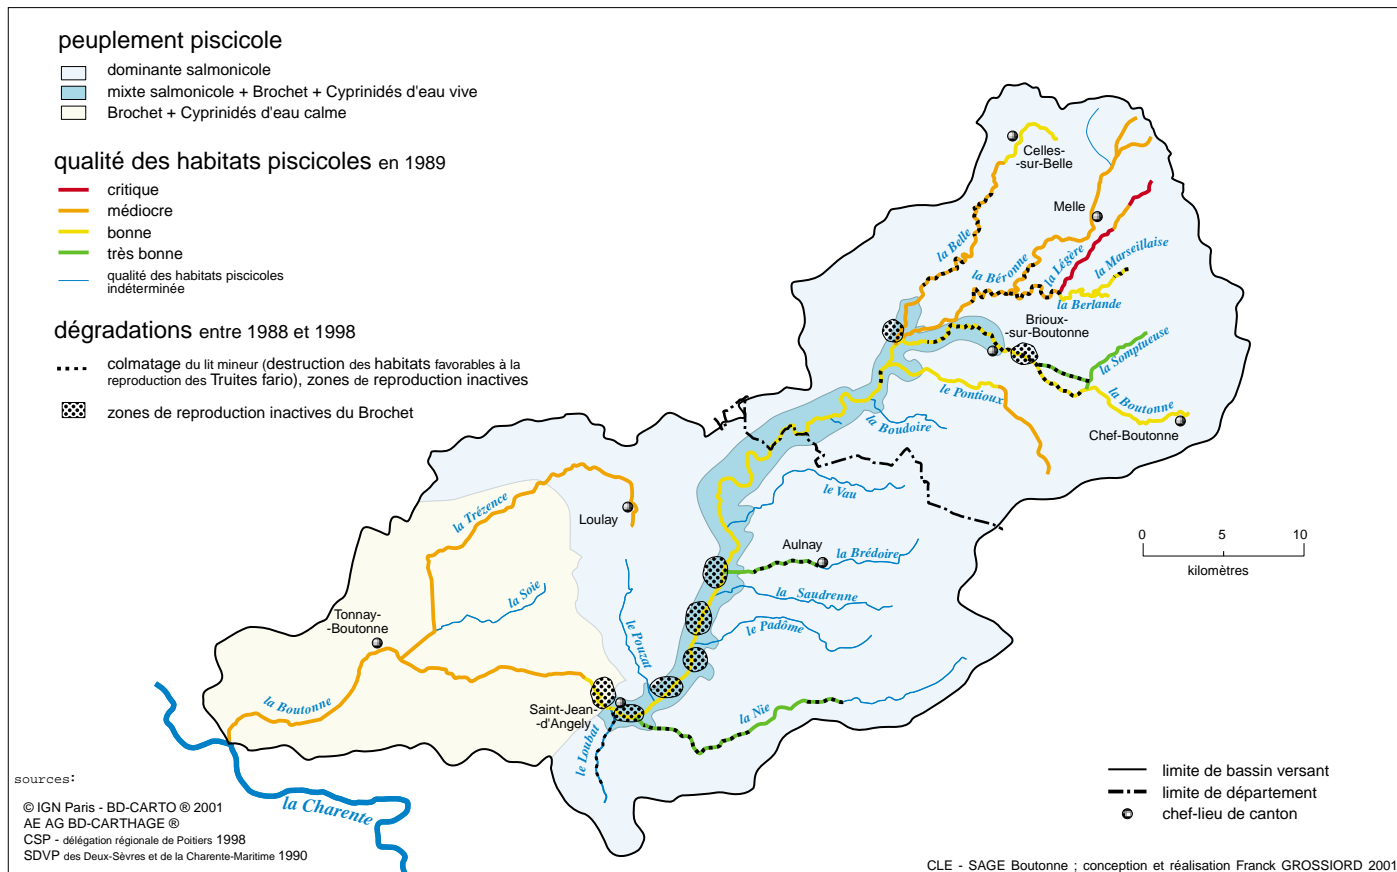 peuplement piscicole
dominante salmonicole
mixte salmonicole + Brochet + Cyprinidés d'eau vive
Brochet + Cyprinidés d'eau calme
qualité des habitats piscicoles en 1989
critique
médiocre
bonne
très bonne
qualité des habitats piscicoles
indéterminée
dégradations entre 1988 et 1998
colmatage du lit mineur (destruction des habitats favorables à la
reproduction des Truites fario), zones de reproduction inactives
zones de reproduction inactives du Brochet
Celles-
-sur-Belle
Melle
la Belle
la Béronne
la Légère
la Marseillaise
la Berlande
Brioux-
-sur-Boutonne
la Somptueuse
la Boutonne
Chef-Boutonne
le Pontioux
la Boudoire
le Vau
la Trézence
Loulay
Aulnay
la Brédoire
la Soie
la Saudrenne
Tonnay-
-Boutonne
le Pouzat
le Padôme
la Boutonne
Saint-Jean-
-d'Angely
la Nie
le Loubat
la Charente
0 5 10
kilomètres
sources:
© IGN Paris - BD-CARTO ® 2001
AE AG BD-CARTHAGE ®
CSP - délégation régionale de Poitiers 1998
SDVP des Deux-Sèvres et de la Charente-Maritime 1990
limite de bassin versant
limite de département
chef-lieu de canton
CLE - SAGE Boutonne ; conception et réalisation Franck GROSSIORD 2001